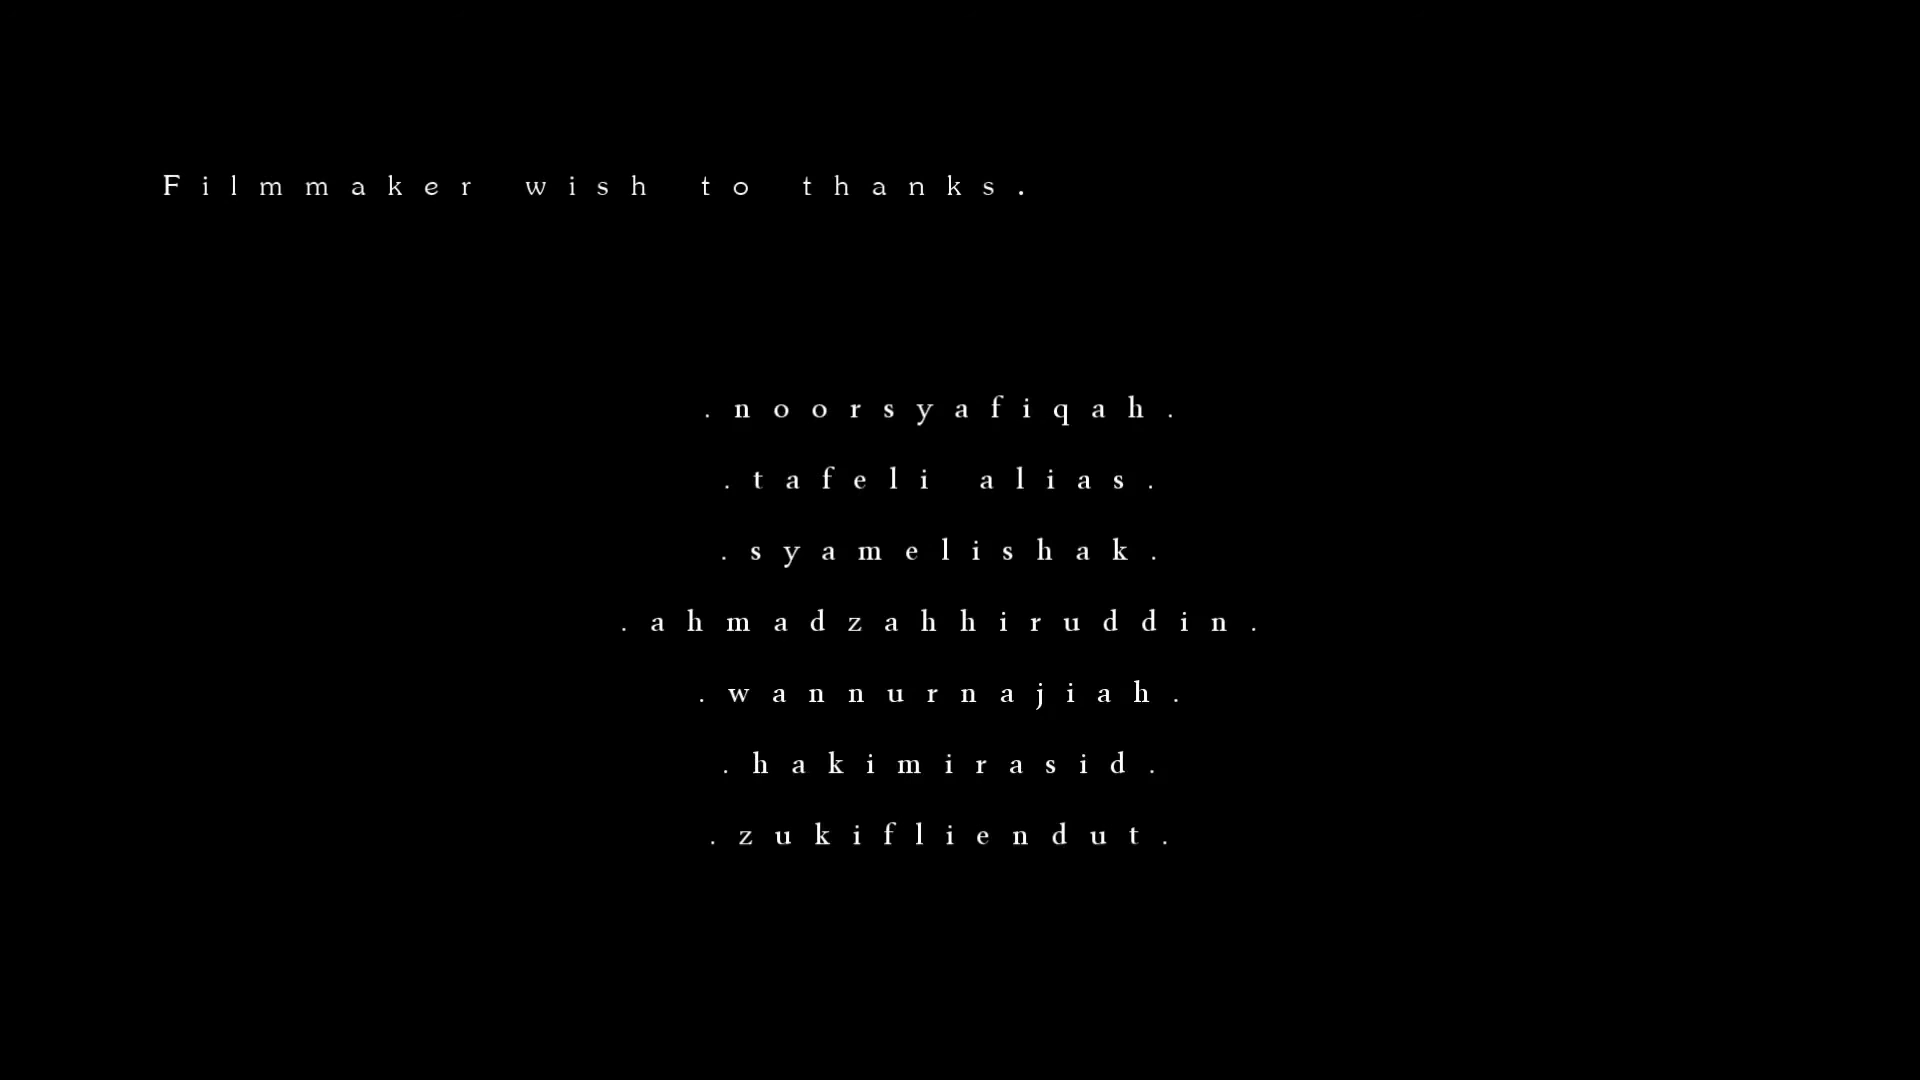 Filmmaker wish to thanks.
.noorsyafiqah.
.tafeli alias.
.syamelishak.
.ahmadzahhiruddin.
.wannurnajiah.
.hakimirasid.
.zukifliendut.